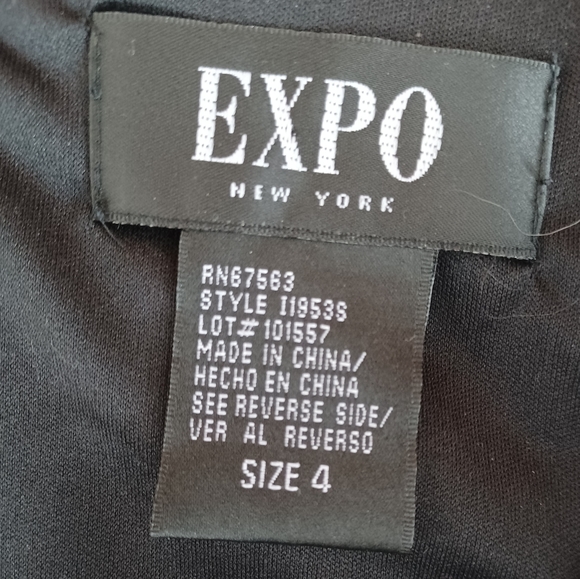 EXPO
NEW YORK
RN67563
STYLE I1953S
LOT# 101557
MADE IN CHINA/
HECHO EN CHINA
SEE REVERSE SIDE/
VER AL REVERSO
SIZE 4